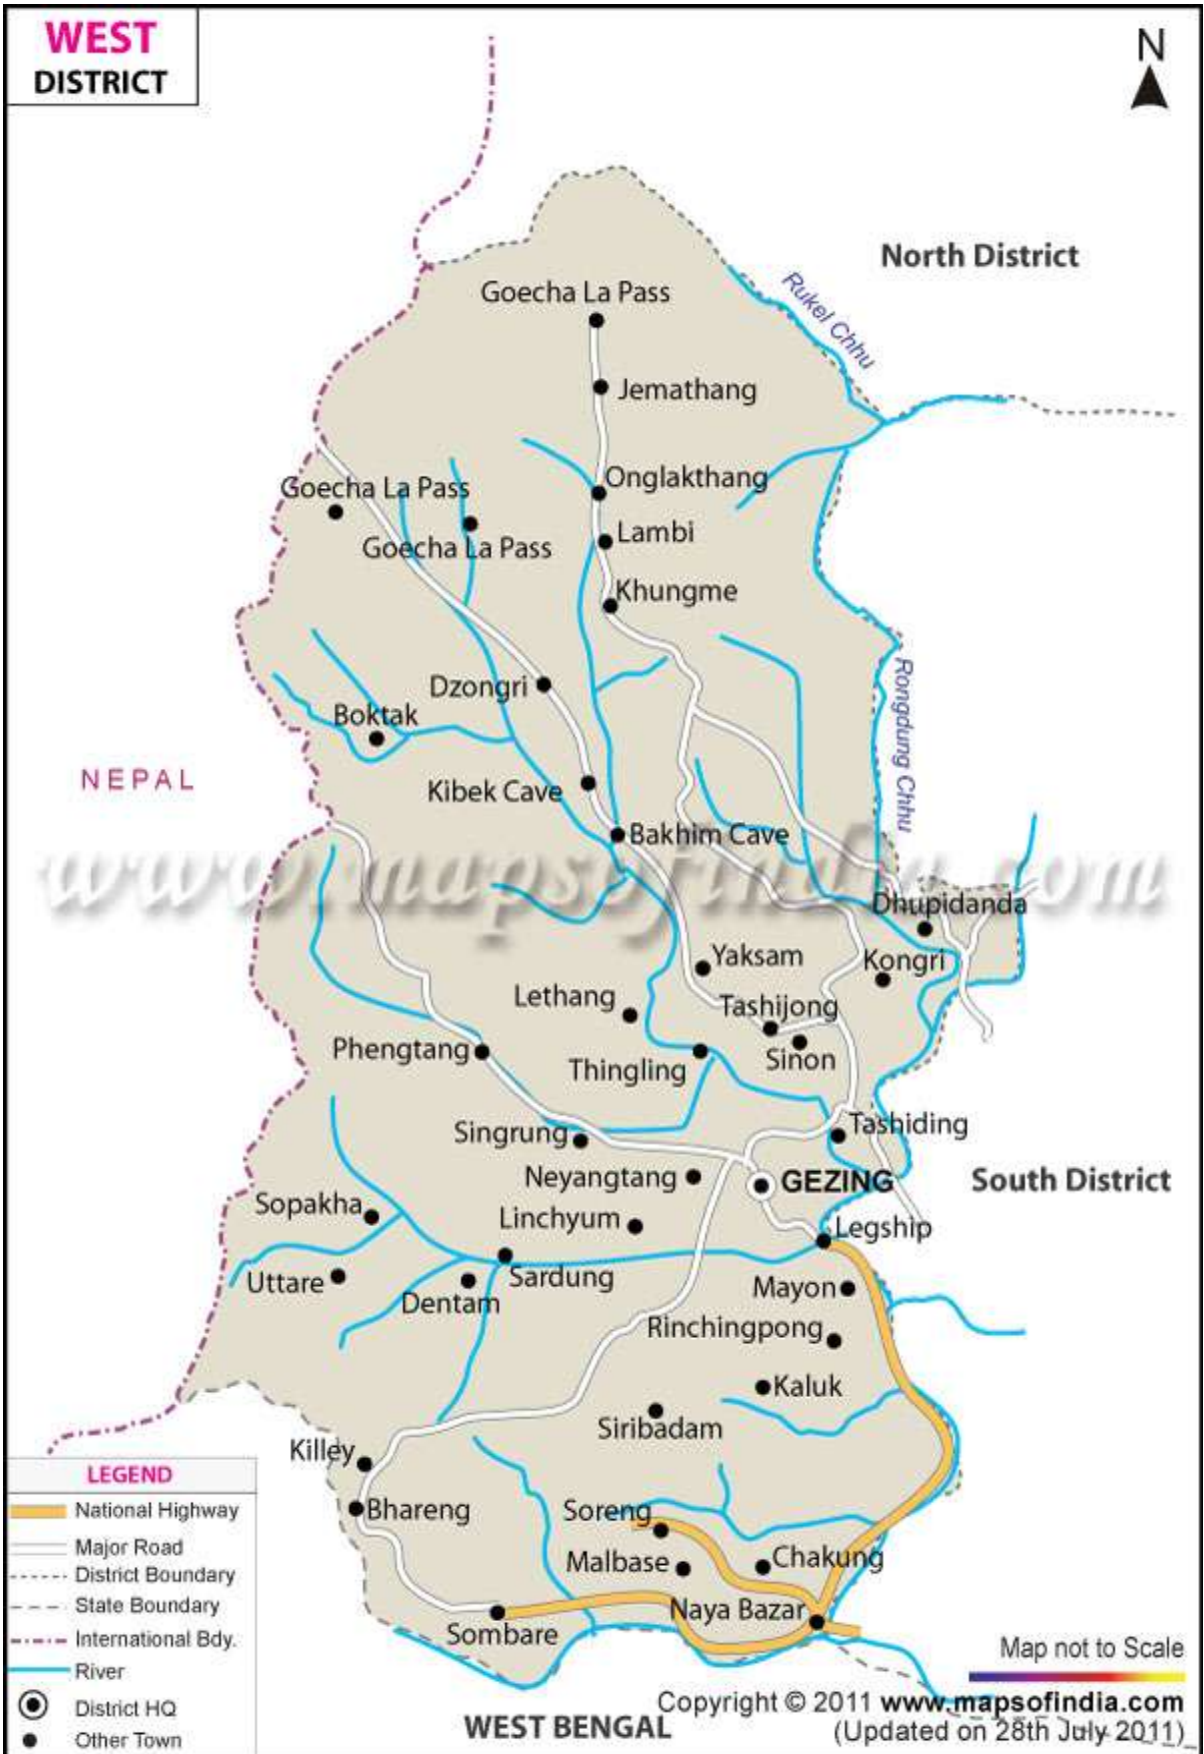 WEST
DISTRICT
N
North District
Rukel Chhu
Goecha La Pass
Jemathang
Goecha La Pass
Onglakthang
Goecha La Pass
Lambi
Khungme
Rongdung Chhu
Dzongri
Boktak
NEPAL
Kibek Cave
Bakhim Cave
www.mapsofindia.com
Dhupidanda
Yaksam
Kongri
Lethang
Tashijong
Phengtang
Thingling
Sinon
Singrung
Tashiding
Neyangtang
GEZING
South District
Sopakha
Linchyum
Legship
Uttare
Sardung
Dentam
Mayon
Rinchingpong
Kaluk
Siribadam
Killey
Bhareng
Soreng
Malbase
Chakung
Naya Bazar
Sombare
LEGEND
National Highway
Major Road
District Boundary
State Boundary
International Bdy.
River
District HQ
Other Town
WEST BENGAL
Map not to Scale
Copyright © 2011 www.mapsofindia.com
(Updated on 28th July 2011)